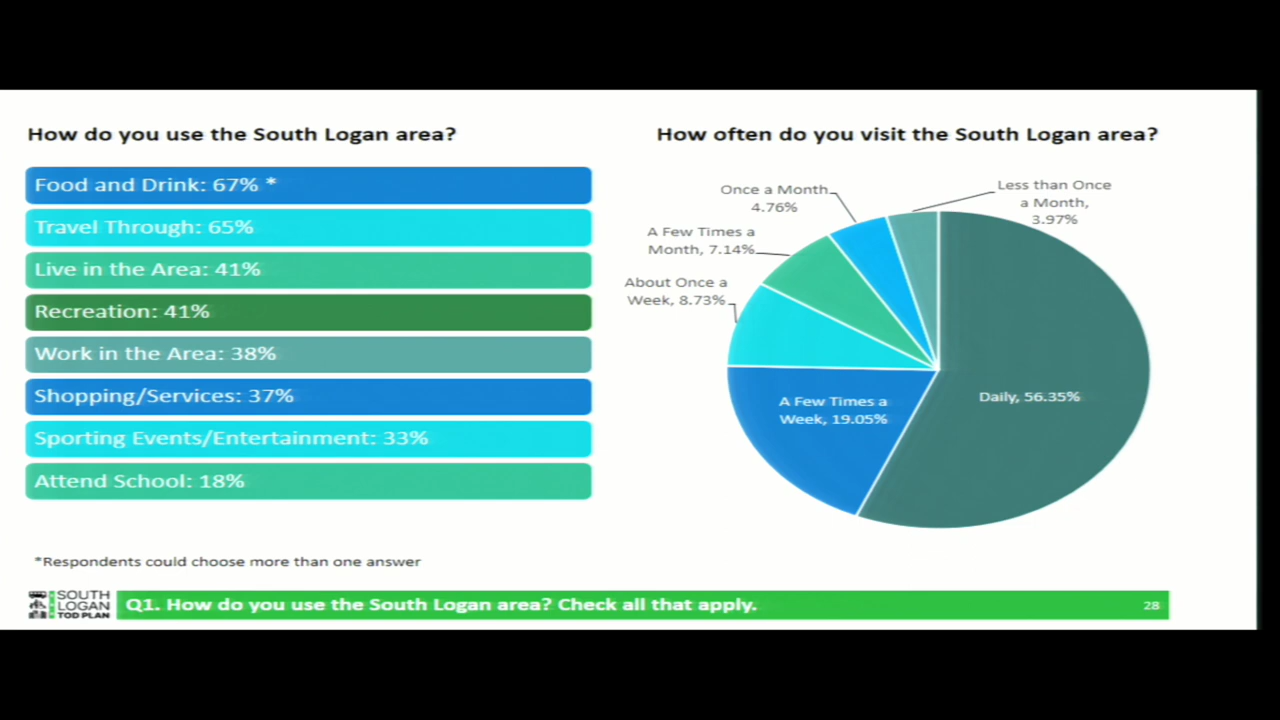 How do you use the South Logan area?
Food and Drink: 67% *
Travel Through: 65%
Live in the Area: 41%
Recreation: 41%
Work in the Area: 38%
Shopping/Services: 37%
Sporting Events/Entertainment: 33%
Attend School: 18%
*Respondents could choose more than one answer
How often do you visit the South Logan area?
Once a Month
4.76%
Less than Once
a Month,
3.97%
A Few Times a
Month, 7.14%
About Once a
Week, 8.73%
A Few Times a
Week, 19.05%
Daily, 56.35%
SOUTH
LOGAN
TOD PLAN
Q1. How do you use the South Logan area? Check all that apply.
28